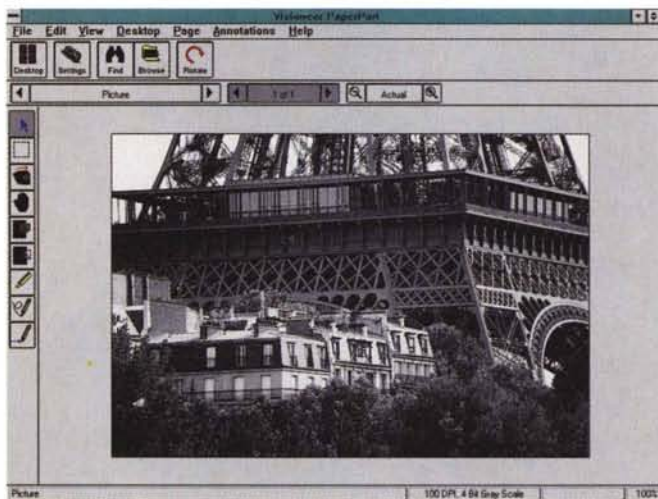 Visioneer PaperPort
File Edit View Desktop Page Annotations Help
Desktop Settings Find Browse Rotate
Picture 1 of 1 Actual
Picture 100 DPI, 4 Bit Gray Scale 100%